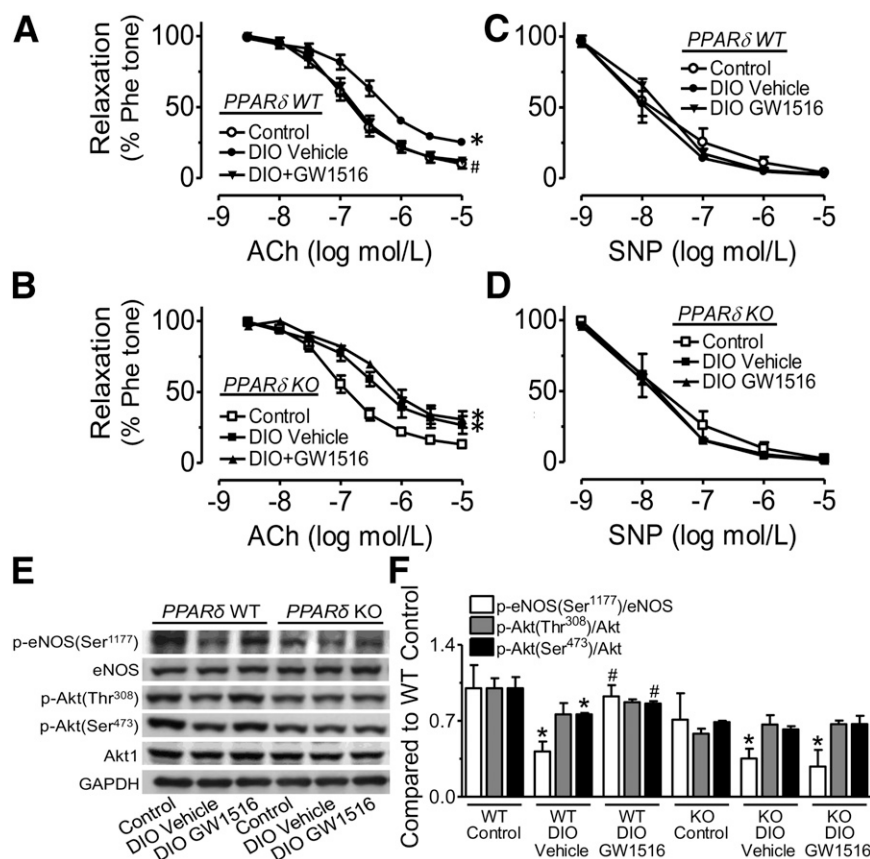 A
Relaxation
(% Phe tone)
100
50
0
PPARδ WT
Control
DIO Vehicle
DIO+GW1516
*
#
-9 -8 -7 -6 -5
ACh (log mol/L)
C
100
50
0
PPARδ WT
Control
DIO Vehicle
DIO GW1516
-9 -8 -7 -6 -5
SNP (log mol/L)
B
Relaxation
(% Phe tone)
100
50
0
PPARδ KO
Control
DIO Vehicle
DIO+GW1516
*
*
-9 -8 -7 -6 -5
ACh (log mol/L)
D
100
50
0
PPARδ KO
Control
DIO Vehicle
DIO GW1516
-9 -8 -7 -6 -5
SNP (log mol/L)
E
PPARδ WT PPARδ KO
p-eNOS(Ser¹¹⁷⁷)
eNOS
p-Akt(Thr³⁰⁸)
p-Akt(Ser⁴⁷³)
Akt1
GAPDH
Control
DIO Vehicle
DIO GW1516
Control
DIO Vehicle
DIO GW1516
F
Compared to WT Control
p-eNOS(Ser¹¹⁷⁷)/eNOS
p-Akt(Thr³⁰⁸)/Akt
p-Akt(Ser⁴⁷³)/Akt
1.4
0.7
0.0
* * # # * *
WT
Control
WT
DIO
Vehicle
WT
DIO
GW1516
KO
Control
KO
DIO
Vehicle
KO
DIO
GW1516